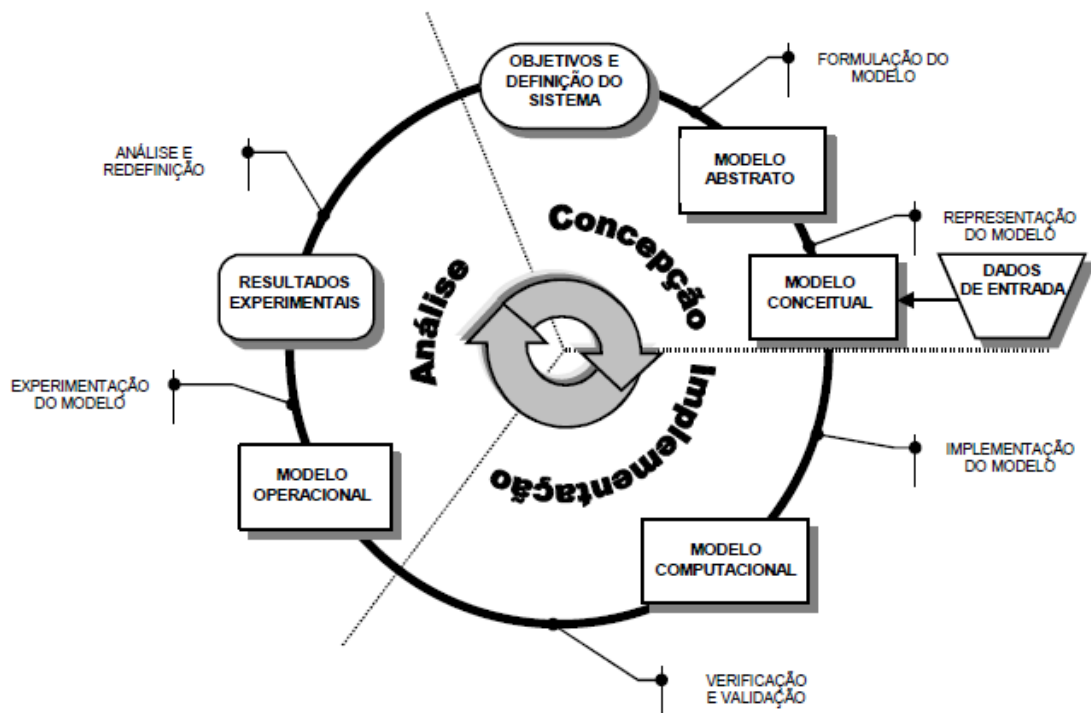 OBJETIVOS E
DEFINIÇÃO DO
SISTEMA
FORMULAÇÃO DO
MODELO
MODELO
ABSTRATO
REPRESENTAÇÃO
DO MODELO
MODELO
CONCEITUAL
DADOS
DE ENTRADA
IMPLEMENTAÇÃO
DO MODELO
MODELO
COMPUTACIONAL
VERIFICAÇÃO
E VALIDAÇÃO
MODELO
OPERACIONAL
EXPERIMENTAÇÃO
DO MODELO
RESULTADOS
EXPERIMENTAIS
ANÁLISE E
REDEFINIÇÃO
Concepção
Implementação
Análise